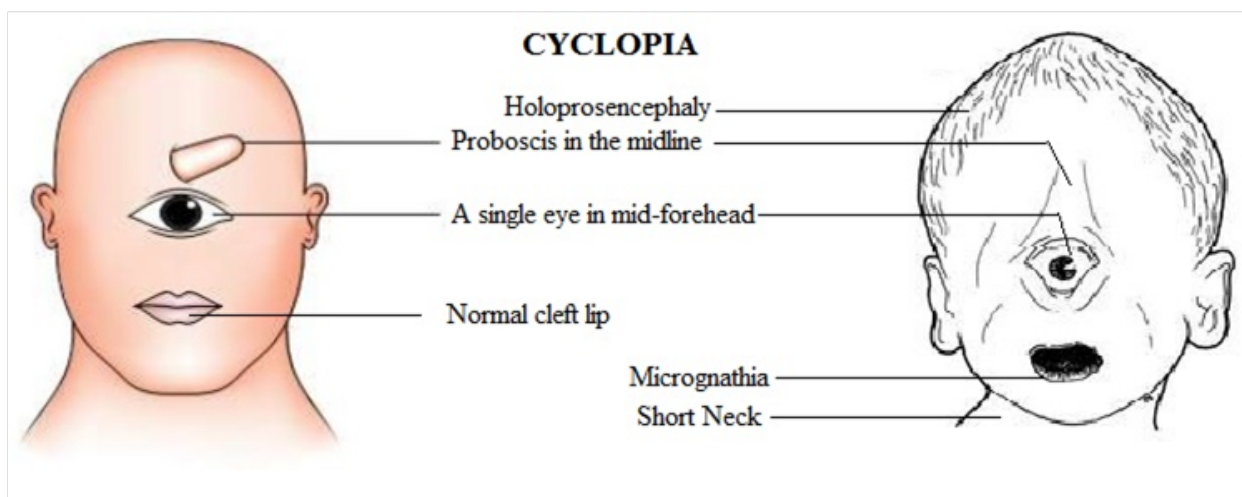 CYCLOPIA
Holoprosencephaly
Proboscis in the midline
A single eye in mid-forehead
Normal cleft lip
Micrognathia
Short Neck